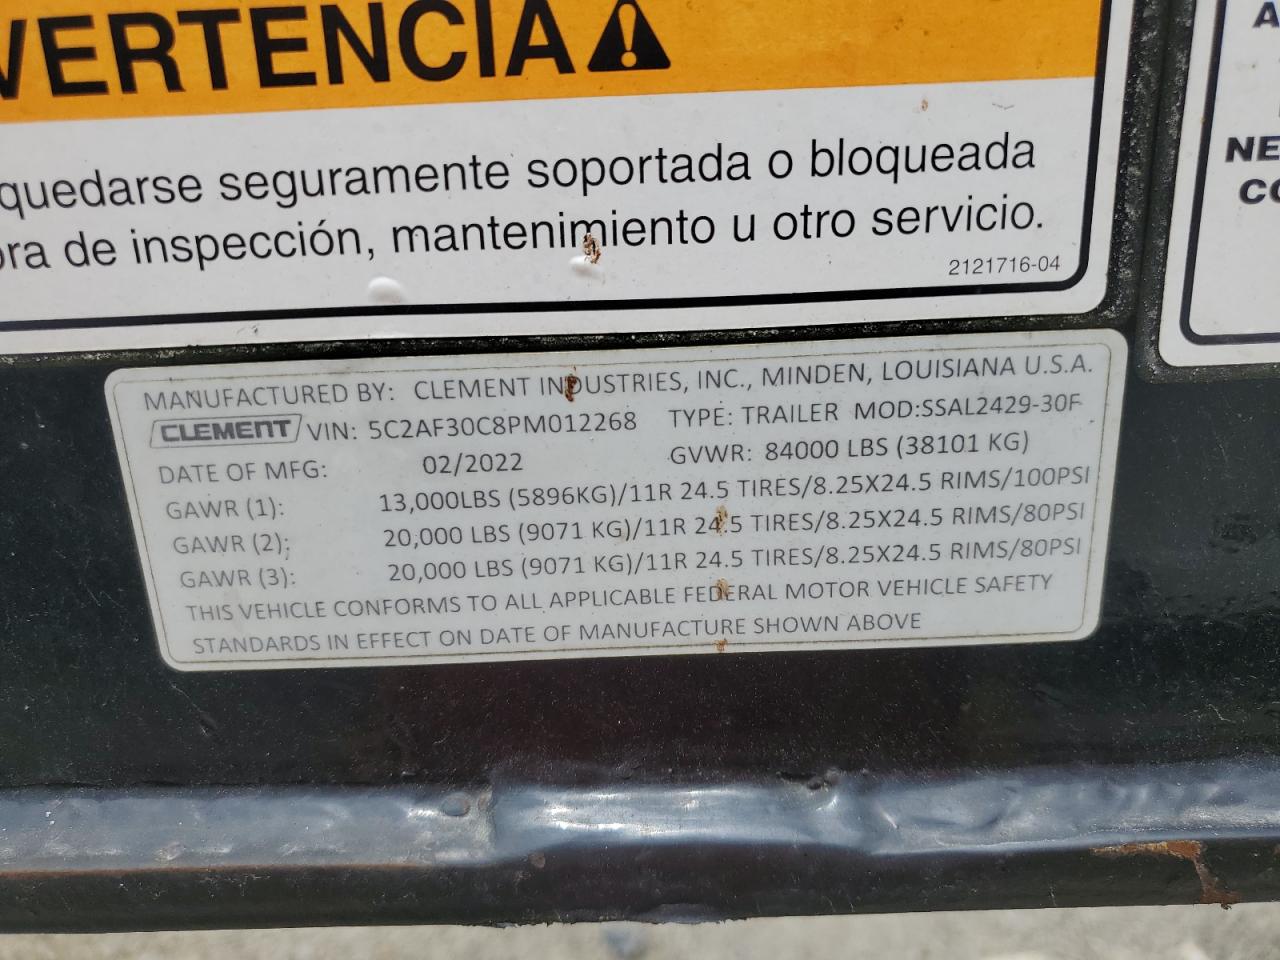 VERTENCIA
quedarse seguramente soportada o bloqueada
ra de inspección, mantenimiento u otro servicio.
2121716-04
A
NE
CO
MANUFACTURED BY: CLEMENT INDUSTRIES, INC., MINDEN, LOUISIANA U.S.A.
CLEMENT VIN: 5C2AF30C8PM012268 TYPE: TRAILER MOD:SSAL2429-30F
DATE OF MFG: 02/2022 GVWR: 84000 LBS (38101 KG)
GAWR (1): 13,000LBS (5896KG)/11R 24.5 TIRES/8.25X24.5 RIMS/100PSI
GAWR (2): 20,000 LBS (9071 KG)/11R 24.5 TIRES/8.25X24.5 RIMS/80PSI
GAWR (3): 20,000 LBS (9071 KG)/11R 24.5 TIRES/8.25X24.5 RIMS/80PSI
THIS VEHICLE CONFORMS TO ALL APPLICABLE FEDERAL MOTOR VEHICLE SAFETY
STANDARDS IN EFFECT ON DATE OF MANUFACTURE SHOWN ABOVE